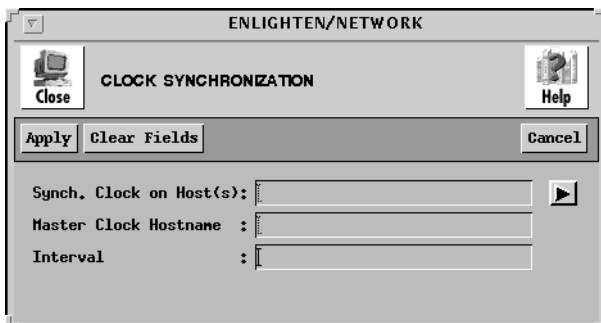 ENLIGHTEN/NETWORK
Close
CLOCK SYNCHRONIZATION
Help
Apply
Clear Fields
Cancel
Synch. Clock on Host(s):
Master Clock Hostname :
Interval :